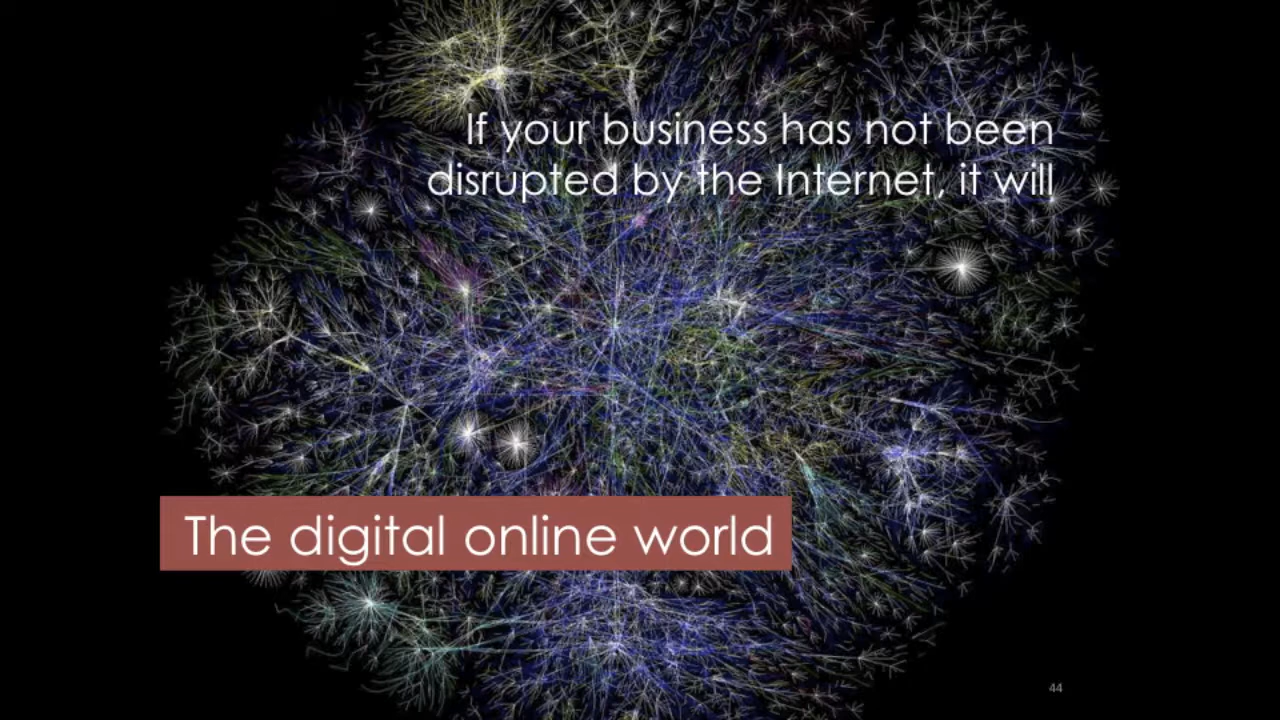 If your business has not been
disrupted by the Internet, it will
The digital online world
44